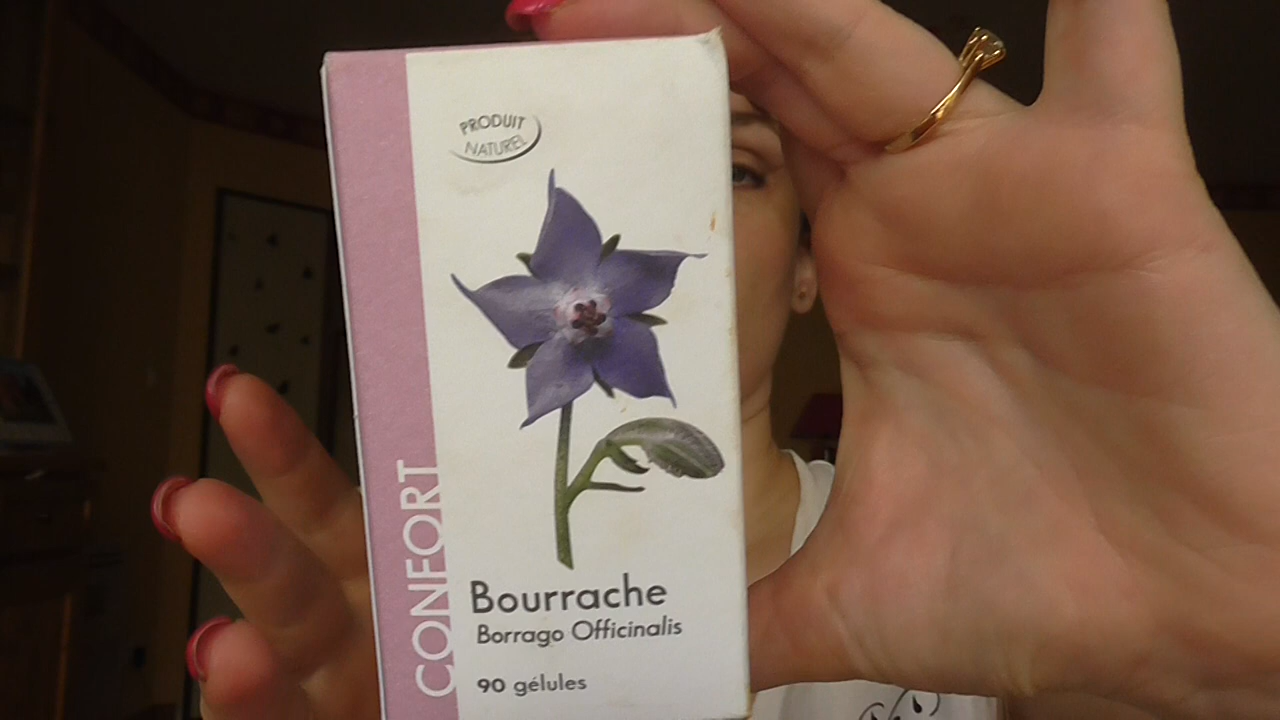 PRODUIT
NATUREL
CONFORT
Bourrache
Borrago Officinalis
90 gélules